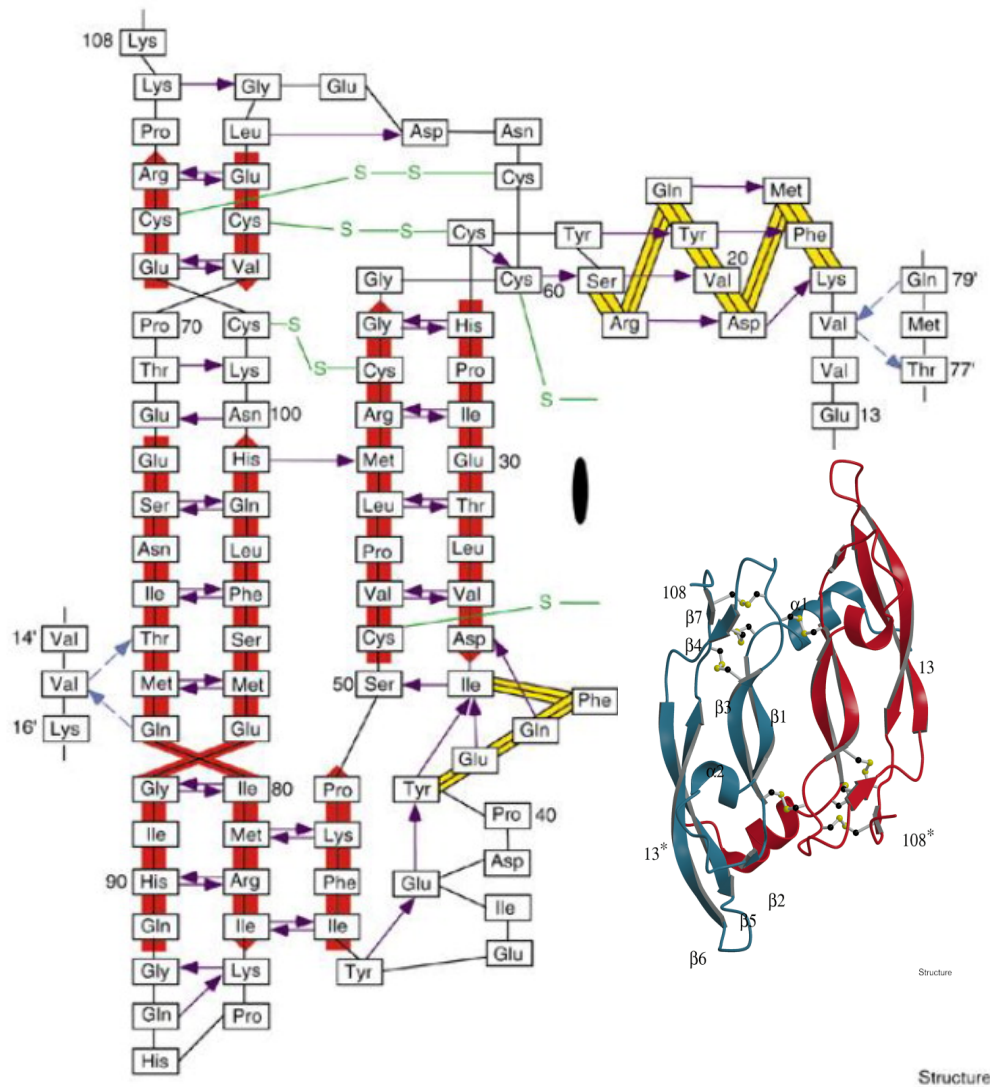 108 Lys
Lys Gly Glu
Pro Leu Asp Asn
Arg Glu S S Cys
Gln Met
Cys Cys S S Cys Tyr Tyr Phe
20
Glu Val Gly Cys 60 Ser Val Lys Gln 79'
Pro 70 Cys S Gly His Arg Asp Val Met
Thr Lys S Cys Pro Val Thr 77'
S
Glu Asn 100 Arg Ile Glu 13
Glu His Met Glu 30
Ser Gln Leu Thr
Asn Leu Pro Leu
Ile Phe Val Val
S
14' Val Thr Ser Cys Asp
Val Met Met 50 Ser Ile Phe
16' Lys Gln Glu Gln
Glu
Gly Ile 80 Pro Tyr
Pro 40
Ile Met Lys
Asp
90 His Arg Phe Glu
Ile
Gln Ile Ile
Glu
Gly Lys Tyr
Gln Pro
His
108
α1
β7
β4
13
β3
β1
α2
13*
108*
β2
β5
β6
Structure
Structure